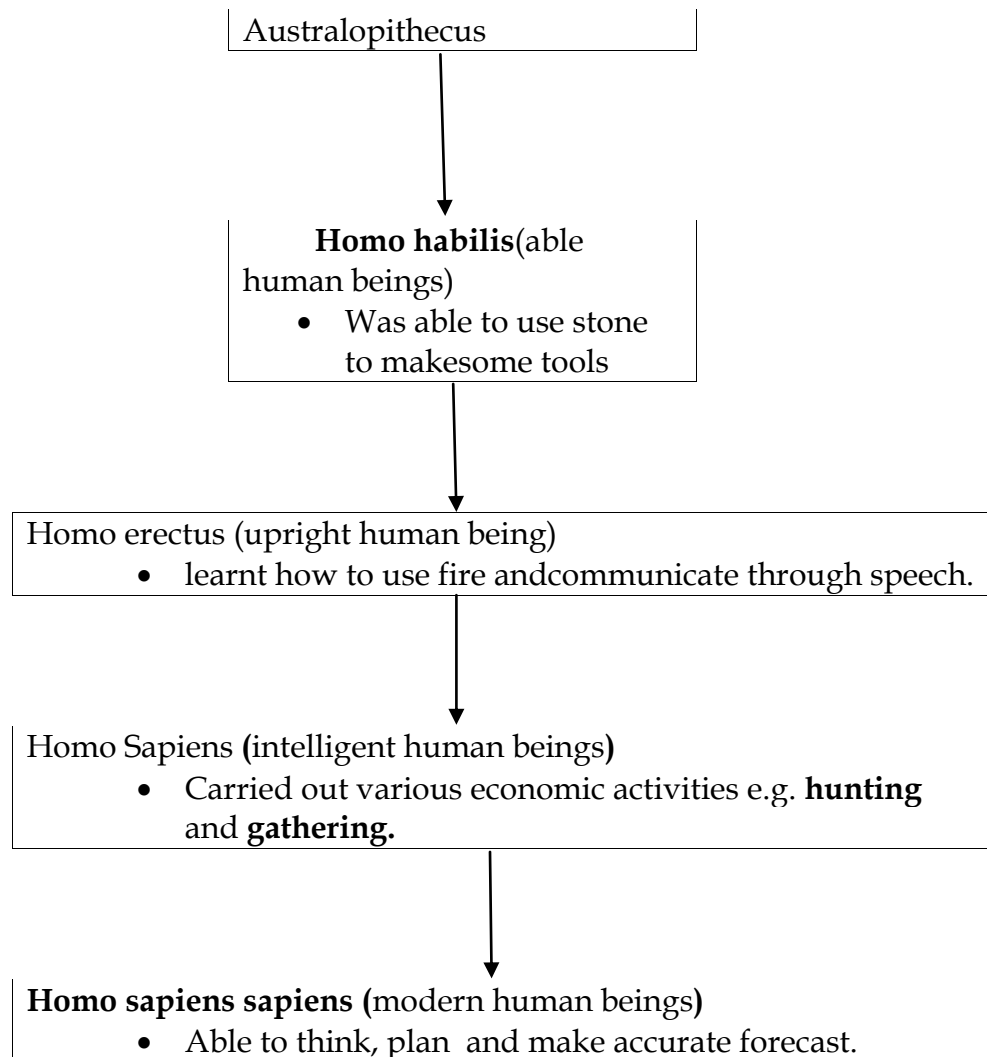 Australopithecus
Homo habilis(able
human beings)
• Was able to use stone
to makesome tools
Homo erectus (upright human being)
• learnt how to use fire andcommunicate through speech.
Homo Sapiens (intelligent human beings)
• Carried out various economic activities e.g. hunting
and gathering.
Homo sapiens sapiens (modern human beings)
• Able to think, plan  and make accurate forecast.